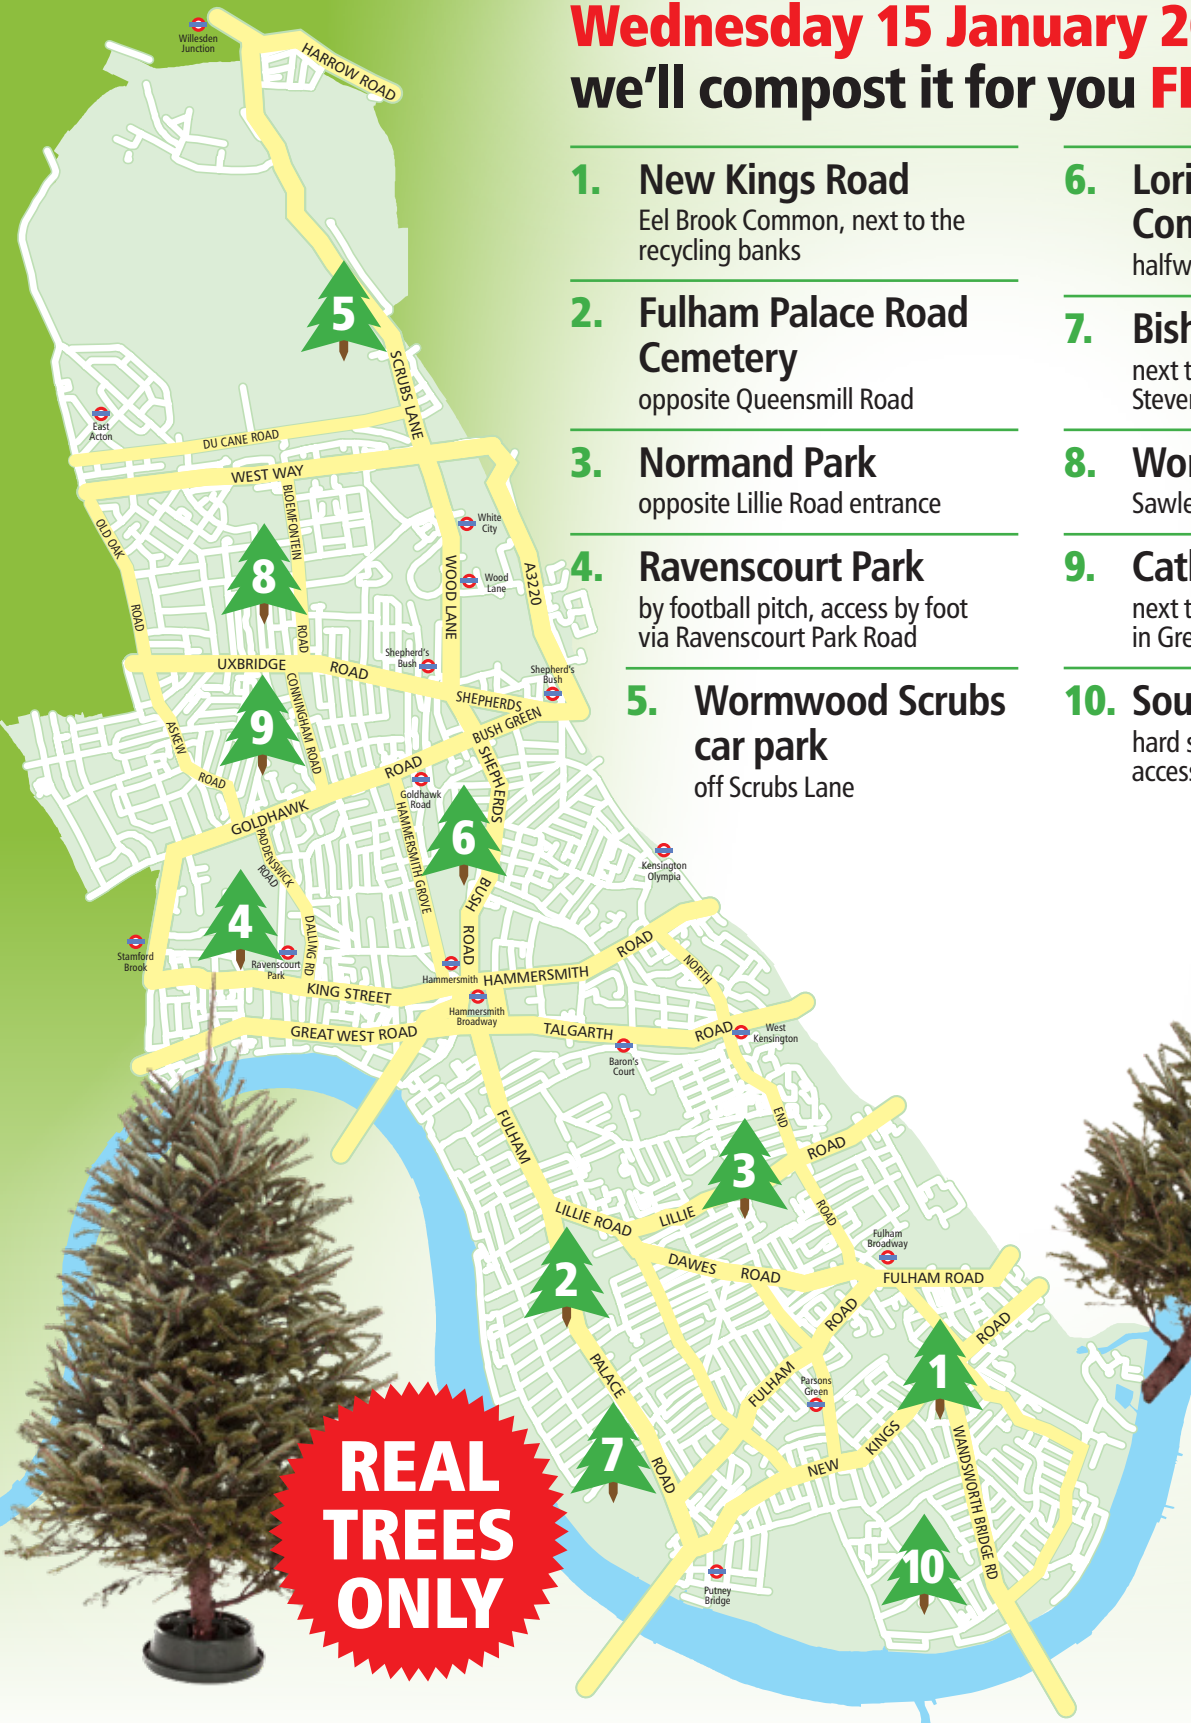 Wednesday 15 January 2
we'll compost it for you
1. New Kings Road
Eel Brook Common, next to the
recycling banks
2. Fulham Palace Road
Cemetery
opposite Queensmill Road
3. Normand Park
opposite Lillie Road entrance
4. Ravenscourt Park
by football pitch, access by foot
via Ravenscourt Park Road
5. Wormwood Scrubs
car park
off Scrubs Lane
6. Lori
Con
halfw
7. Bish
next t
Steve
8. Wor
Sawle
9. Cath
next t
in Gre
10. Sou
hard s
access
Willesden
Junction
HARROW ROAD
5
SCRUBS LANE
East
Acton
DU CANE ROAD
WEST WAY
BLOEMFONTEIN
ROAD
OLD OAK
ROAD
White
City
8
WOOD LANE
Wood
Lane
A3220
UXBRIDGE ROAD
Shepherd's
Bush
Shepherd's
Bush
SHEPHERDS
BUSH GREEN
9
CONNINGHAM ROAD
ASKEW
ROAD
GOLDHAWK ROAD
Goldhawk
Road
SHEPHERDS
BUSH
ROAD
HAMMERSMITH GROVE
6
PADDENSWICK
ROAD
Kensington
Olympia
4
DALLING RD
Stamford
Brook
Ravenscourt
Park
Hammersmith
HAMMERSMITH ROAD
NORTH
END
ROAD
KING STREET
Hammersmith
Broadway
GREAT WEST ROAD
TALGARTH ROAD
West
Kensington
Baron's
Court
FULHAM
PALACE
ROAD
3
LILLIE ROAD
LILLIE
ROAD
2
DAWES ROAD
Fulham
Broadway
FULHAM ROAD
ROAD
FULHAM
1
ROAD
Parsons
Green
KINGS
NEW
7
WANDSWORTH BRIDGE RD
10
Putney
Bridge
REAL
TREES
ONLY